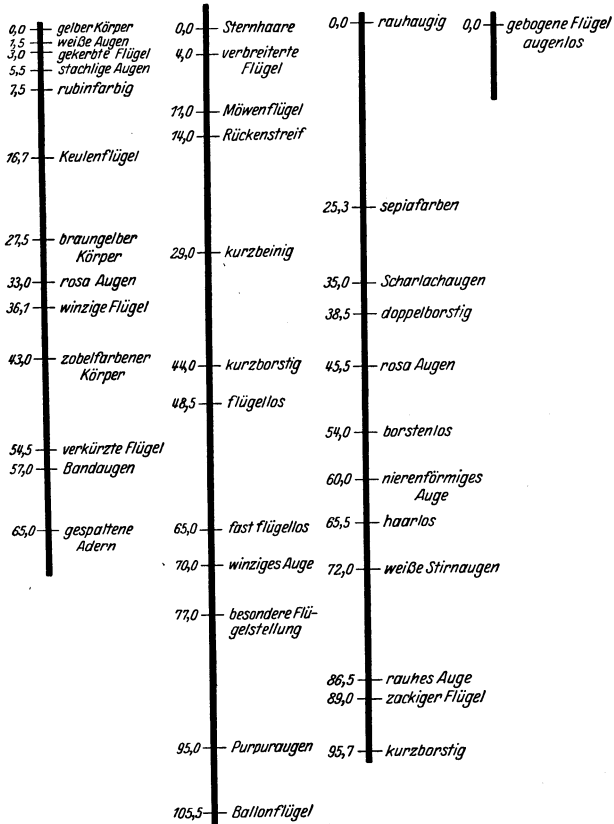 0,0 gelber Körper
1,5 weiße Augen
3,0 gekerbte Flügel
5,5 stachlige Augen
7,5 rubinfarbig
16,7 Keulenflügel
27,5 braungelber
Körper
33,0 rosa Augen
36,1 winzige Flügel
43,0 zobelfarbener
Körper
54,5 verkürzte Flügel
57,0 Bandaugen
65,0 gespaltene
Adern
0,0 Sternhaare
4,0 verbreiterte
Flügel
11,0 Möwenflügel
14,0 Rückenstreif
29,0 kurzbeinig
44,0 kurzborstig
48,5 flügellos
65,0 fast flügellos
70,0 winziges Auge
77,0 besondere Flü-
gelstellung
95,0 Purpuraugen
105,5 Ballonflügel
0,0 rauhaugig
25,3 sepiafarben
35,0 Scharlachaugen
38,5 doppelborstig
45,5 rosa Augen
54,0 borstenlos
60,0 nierenförmiges
Auge
65,5 haarlos
72,0 weiße Stirnaugen
86,5 rauhes Auge
89,0 zackiger Flügel
95,7 kurzborstig
0,0 gebogene Flügel
augenlos